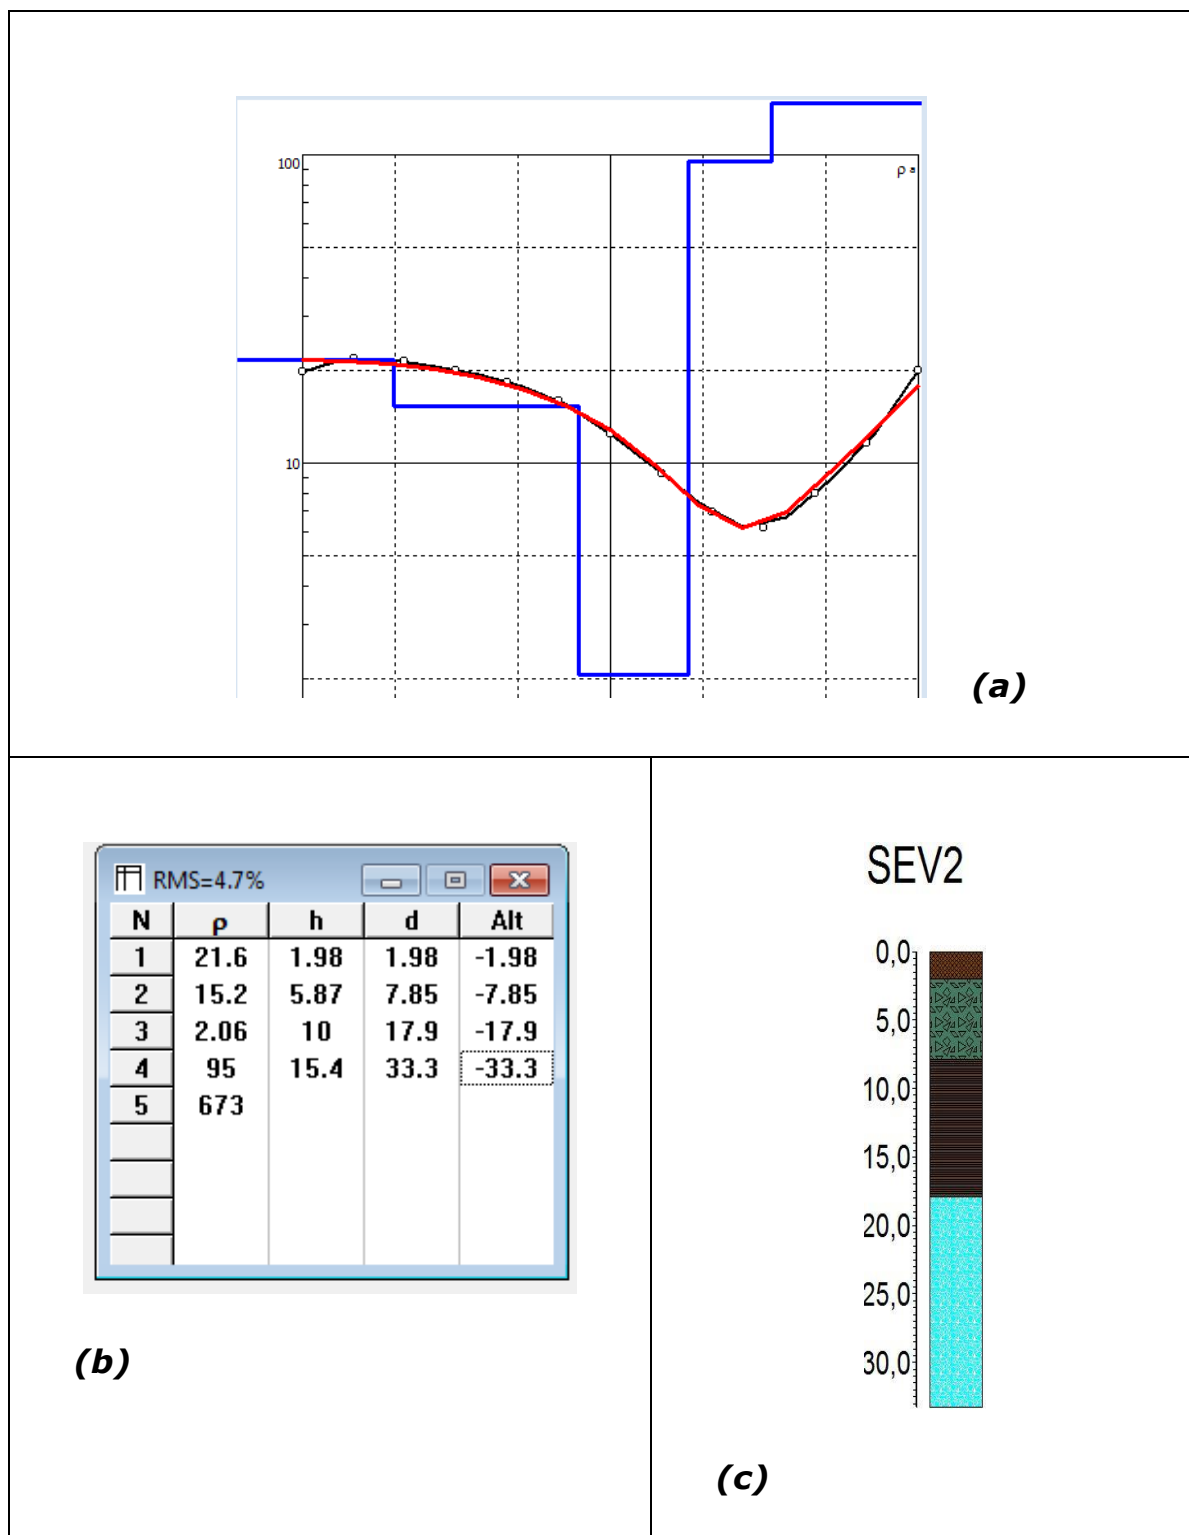 100
ρ a
10
(a)
RMS=4.7%
N ρ h d Alt
1 21.6 1.98 1.98 -1.98
2 15.2 5.87 7.85 -7.85
3 2.06 10 17.9 -17.9
4 95 15.4 33.3 -33.3
5 673
(b)
SEV2
0,0
5,0
10,0
15,0
20,0
25,0
30,0
(c)